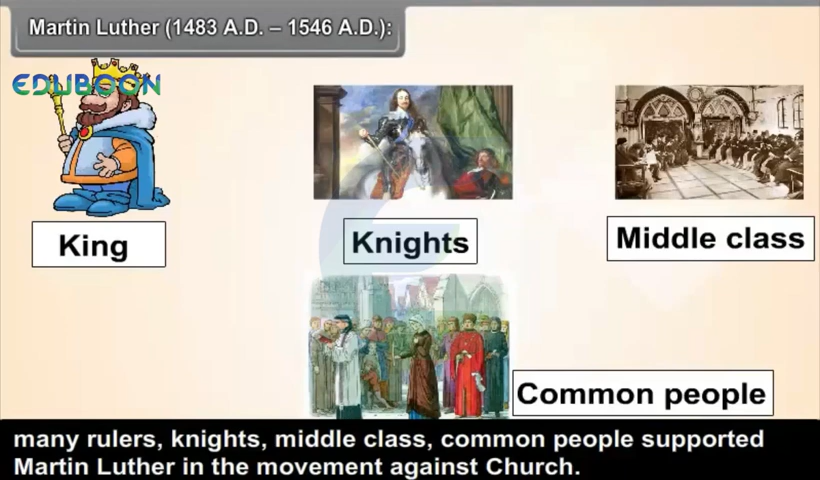 Martin Luther (1483 A.D. – 1546 A.D.):
EDUBOON
King
Knights
Middle class
Common people
many rulers, knights, middle class, common people supported
Martin Luther in the movement against Church.